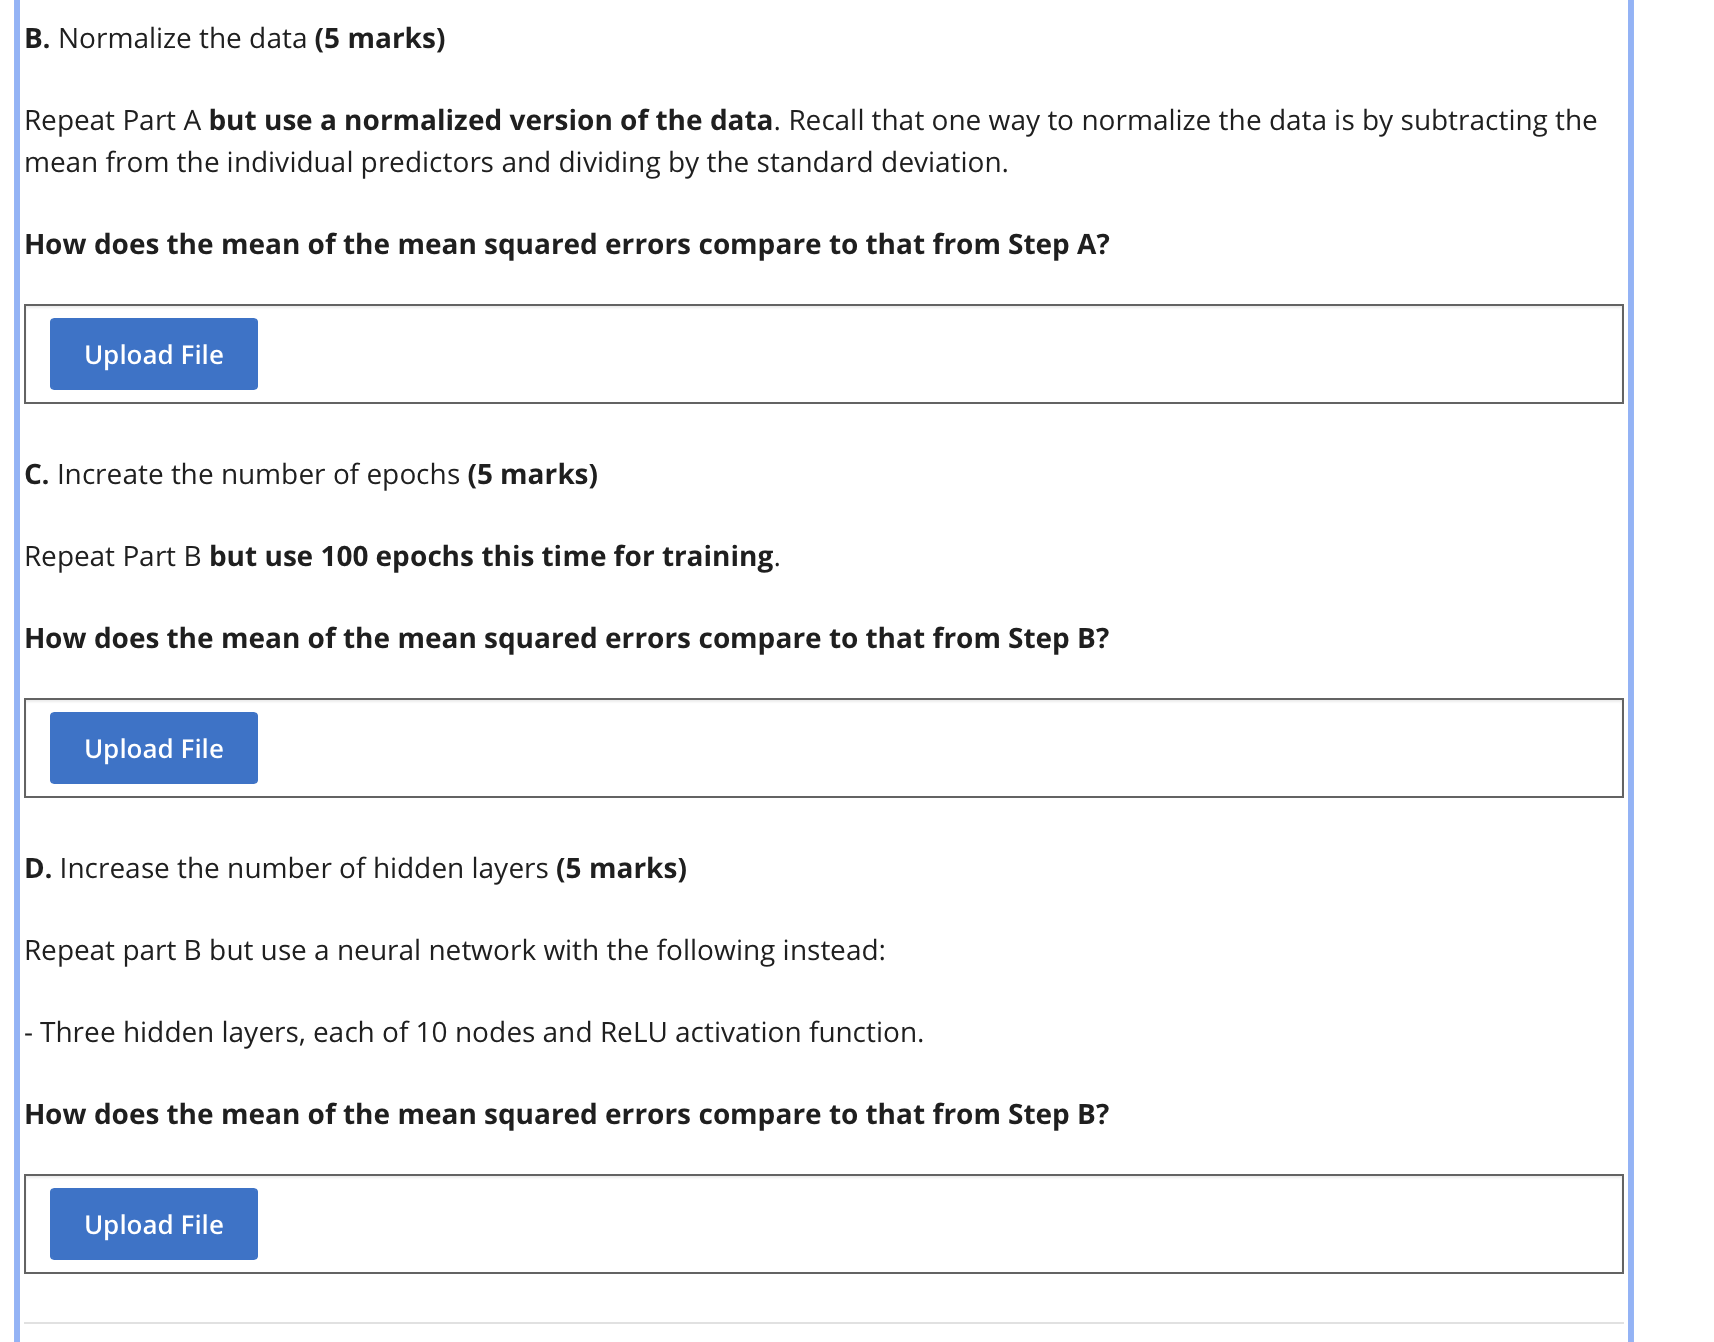 B. Normalize the data (5 marks)
Repeat Part A but use a normalized version of the data. Recall that one way to normalize the data is by subtracting the
mean from the individual predictors and dividing by the standard deviation.
How does the mean of the mean squared errors compare to that from Step A?
Upload File
C. Increate the number of epochs (5 marks)
Repeat Part B but use 100 epochs this time for training.
How does the mean of the mean squared errors compare to that from Step B?
Upload File
D. Increase the number of hidden layers (5 marks)
Repeat part B but use a neural network with the following instead:
- Three hidden layers, each of 10 nodes and ReLU activation function.
How does the mean of the mean squared errors compare to that from Step B?
Upload File